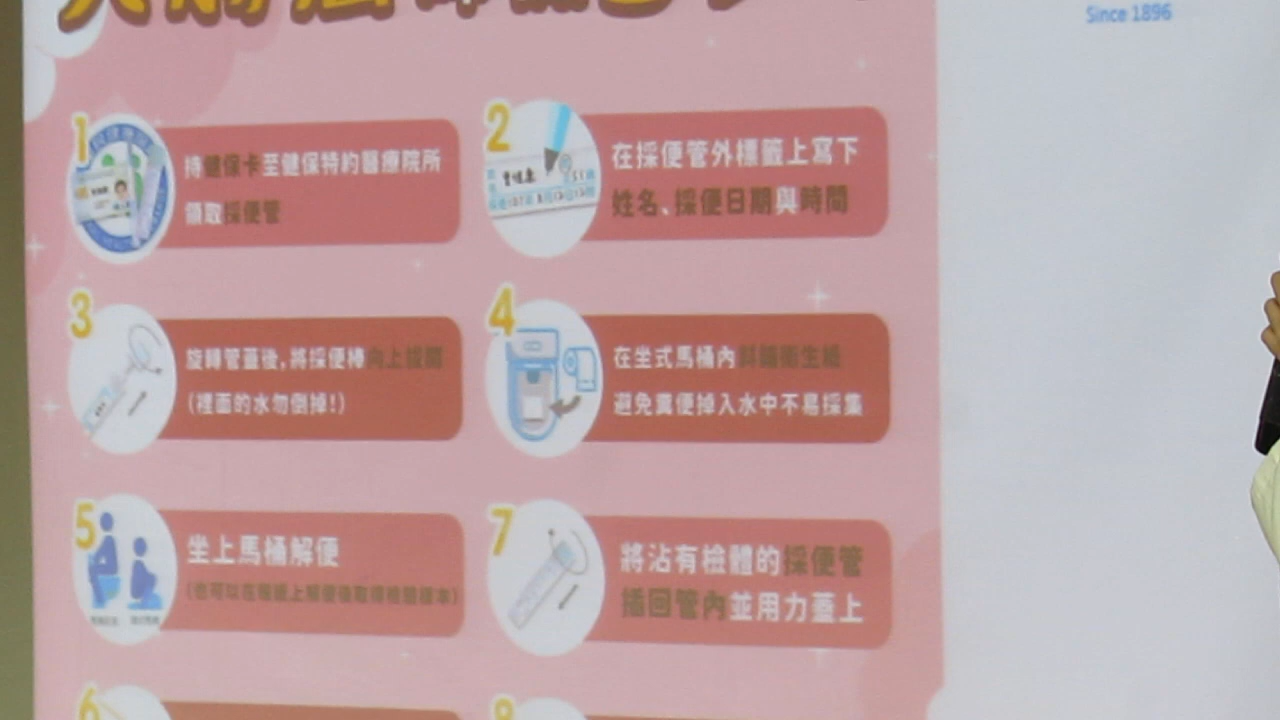 Since 1896
1
持健保卡至健保特約醫療院所
領取採便管
2
在採便管外標籤上寫下
姓名、採便日期與時間
3
旋轉管蓋後,將採便棒向上拔開
(裡面的水勿倒掉!)
4
在坐式馬桶內斜鋪衛生紙
避免糞便掉入水中不易採集
5
坐上馬桶解便
7
將沾有檢體的採便管
插回管內並用力蓋上
6
8